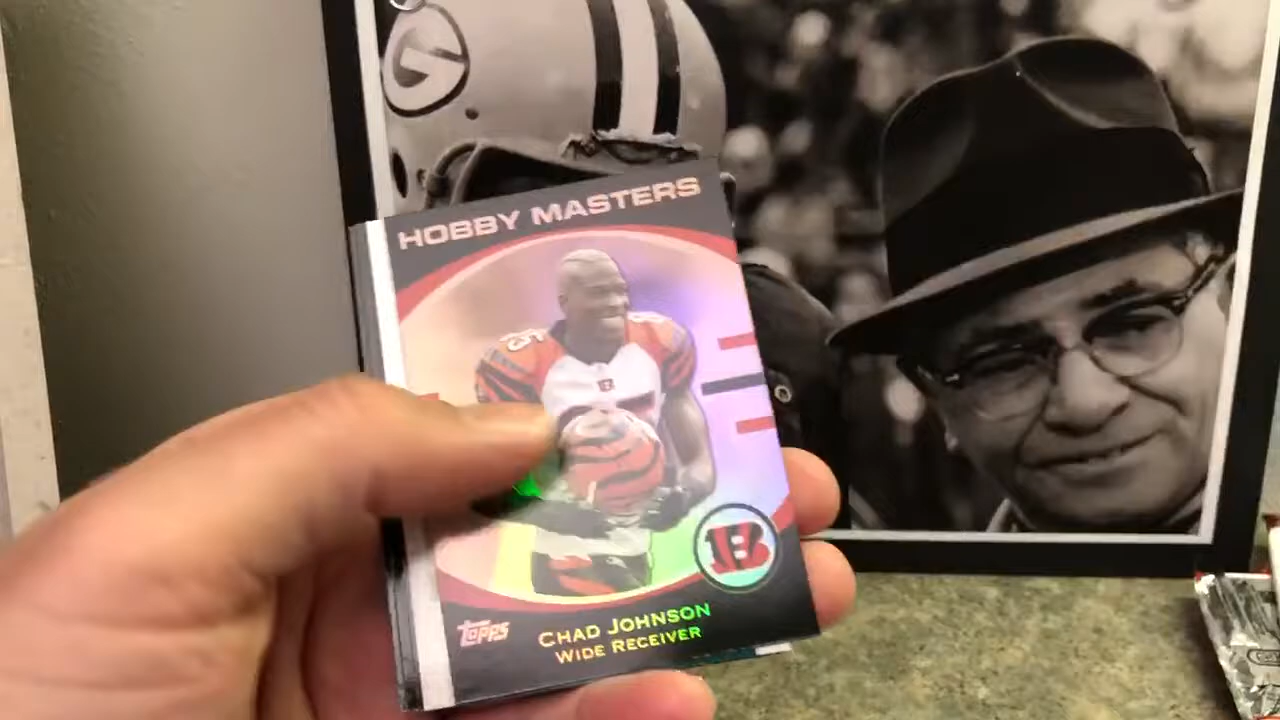 G
HOBBY MASTERS
B
Topps
CHAD JOHNSON
WIDE RECEIVER